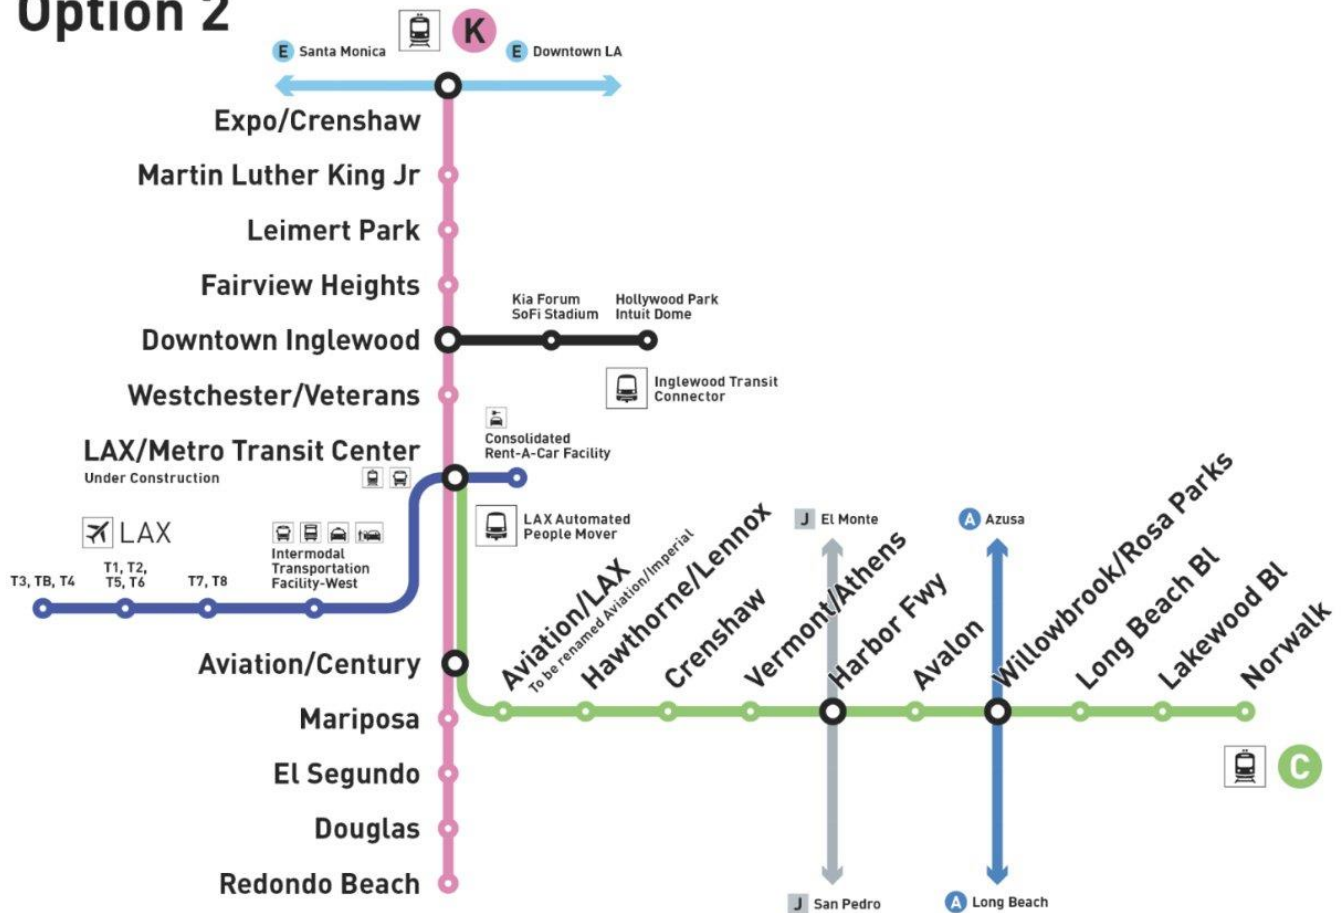 Option 2
K
E Santa Monica
E Downtown LA
Expo/Crenshaw
Martin Luther King Jr
Leimert Park
Fairview Heights
Kia Forum
SoFi Stadium
Hollywood Park
Intuit Dome
Downtown Inglewood
Inglewood Transit
Connector
Westchester/Veterans
LAX/Metro Transit Center
Under Construction
Consolidated
Rent-A-Car Facility
LAX Automated
People Mover
LAX
Intermodal
Transportation
Facility-West
T3, TB, T4
T1, T2,
T5, T6
T7, T8
Aviation/Century
Mariposa
El Segundo
Douglas
Redondo Beach
Aviation/LAX
To be renamed Aviation/Imperial
Hawthorne/Lennox
Crenshaw
Vermont/Athens
J El Monte
Harbor Fwy
Avalon
A Azusa
Willowbrook/Rosa Parks
Long Beach Bl
Lakewood Bl
Norwalk
C
J San Pedro
A Long Beach